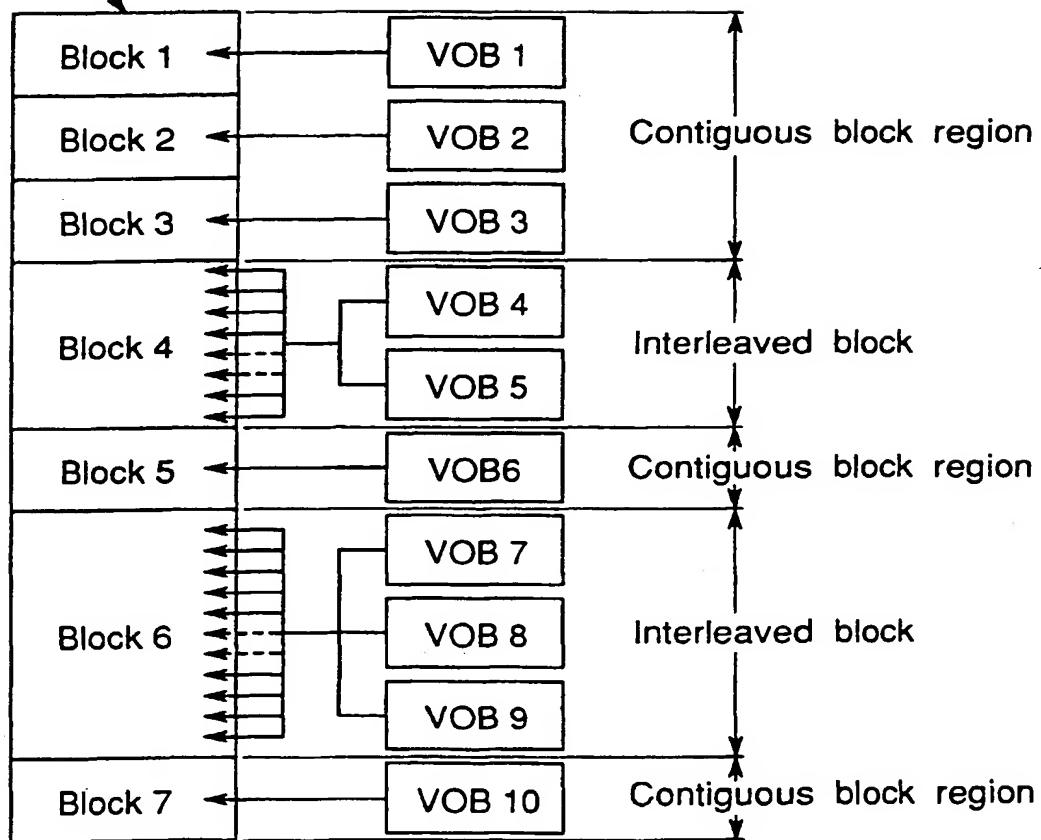 Block 1
VOB 1
Block 2
VOB 2
Contiguous block region
Block 3
VOB 3
VOB 4
Block 4
Interleaved block
VOB 5
Block 5
VOB6
Contiguous block region
VOB 7
Block 6
VOB 8
Interleaved block
VOB 9
Block 7
VOB 10
Contiguous block region